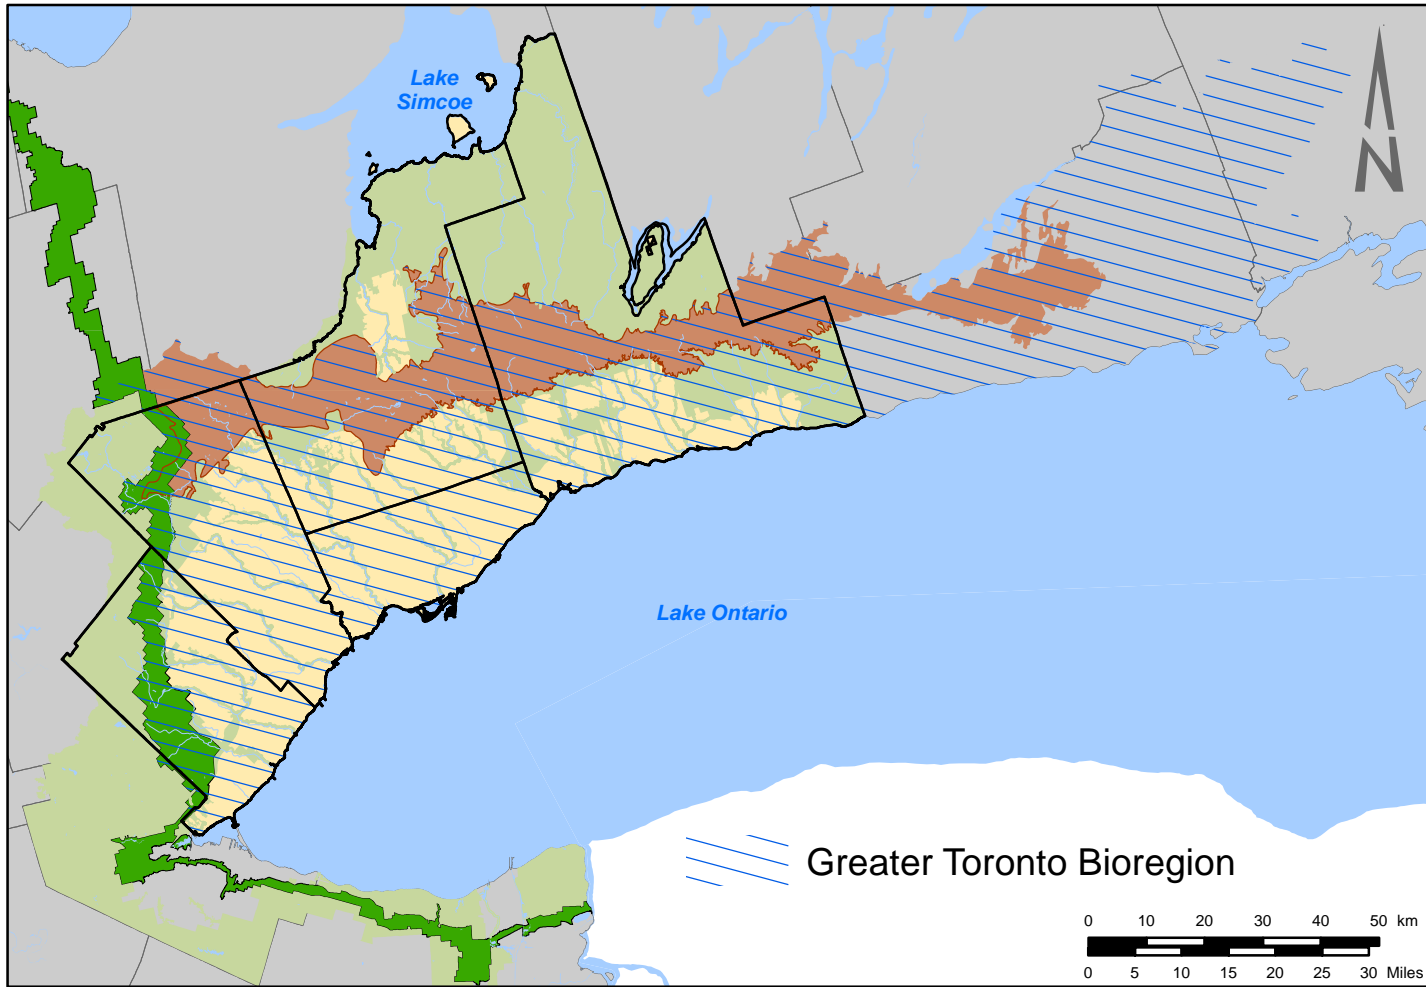 Lake
Simcoe
N
Lake Ontario
Greater Toronto Bioregion
0 10 20 30 40 50 km
0 5 10 15 20 25 30 Miles